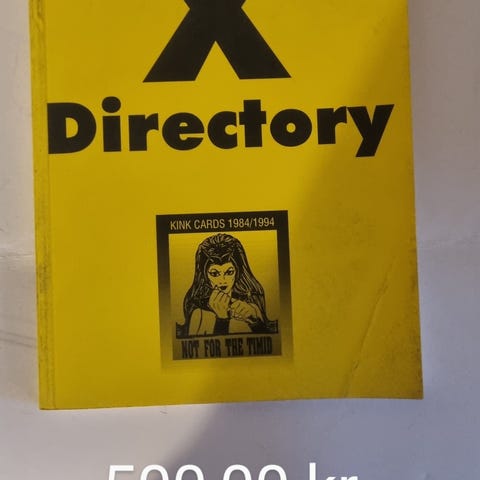 X
Directory
KINK CARDS 1984/1994
NOT FOR THE TIMID
500,00 kr